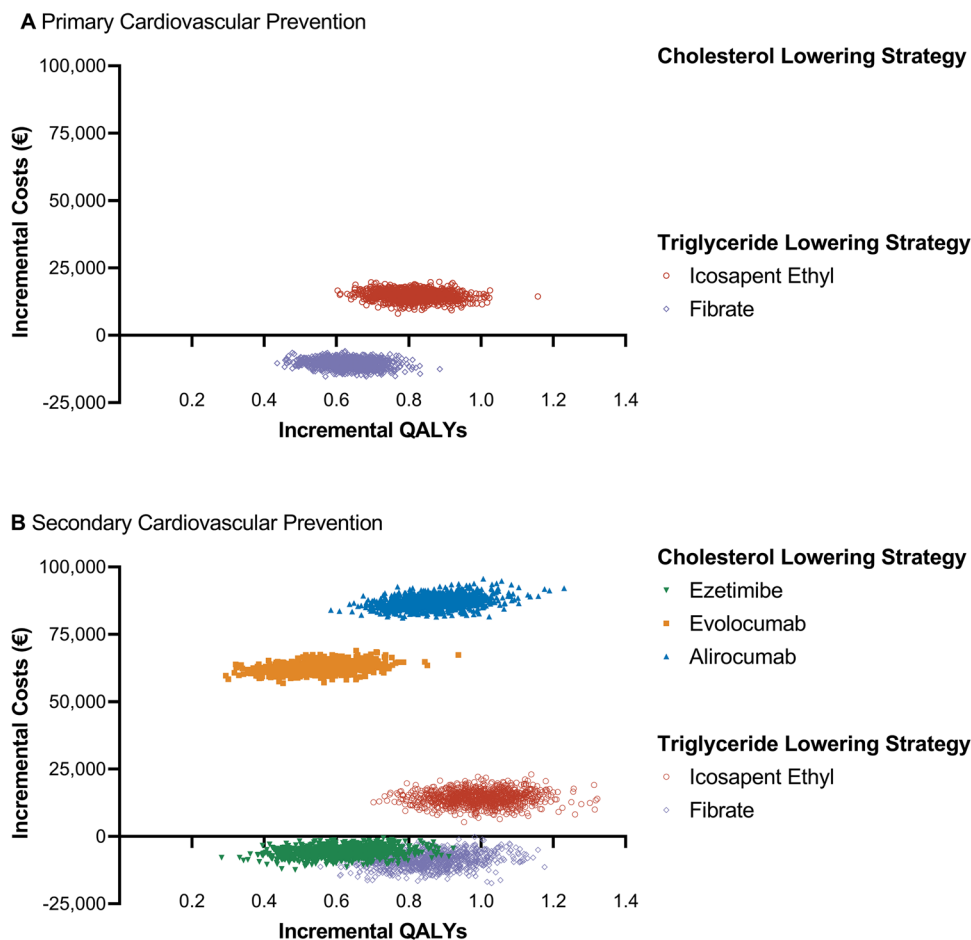 A Primary Cardiovascular Prevention
Cholesterol Lowering Strategy
100,000
75,000
50,000
25,000
0
-25,000
Incremental Costs (€)
0.2 0.4 0.6 0.8 1.0 1.2 1.4
Incremental QALYs
Triglyceride Lowering Strategy
Icosapent Ethyl
Fibrate
B Secondary Cardiovascular Prevention
Cholesterol Lowering Strategy
Ezetimibe
Evolocumab
Alirocumab
100,000
75,000
50,000
25,000
0
-25,000
Incremental Costs (€)
0.2 0.4 0.6 0.8 1.0 1.2 1.4
Incremental QALYs
Triglyceride Lowering Strategy
Icosapent Ethyl
Fibrate